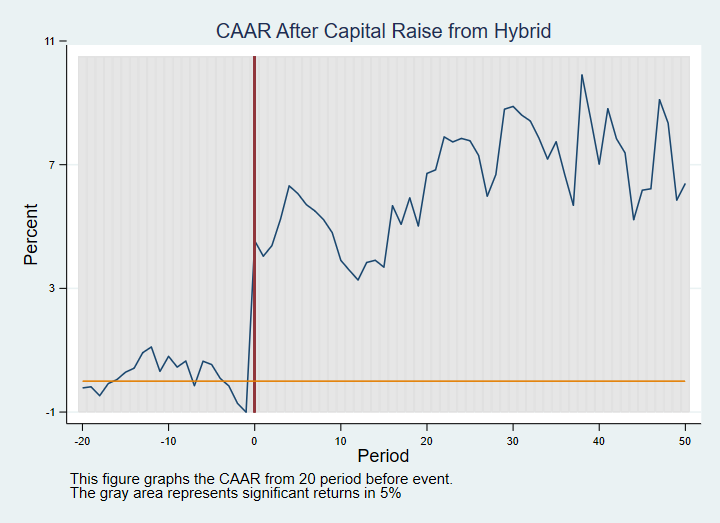 CAAR After Capital Raise from Hybrid
11
7
3
-1
Percent
-20 -10 0 10 20 30 40 50
Period
This figure graphs the CAAR from 20 period before event.
The gray area represents significant returns in 5%